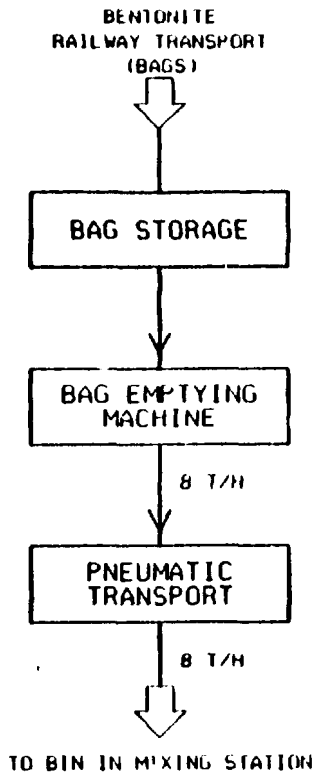 BENTONITE
RAILWAY TRANSPORT
(BAGS)
BAG STORAGE
BAG EMPTYING
MACHINE
8 T/H
PNEUMATIC
TRANSPORT
8 T/H
TO BIN IN MIXING STATION